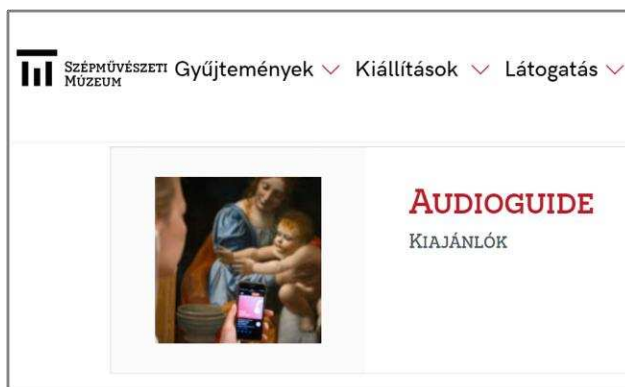 SZÉPMŰVÉSZETI
MÚZEUM
Gyűjtemények Kiállítások Látogatás
AUDIOGUIDE
KIAJÁNLÓK